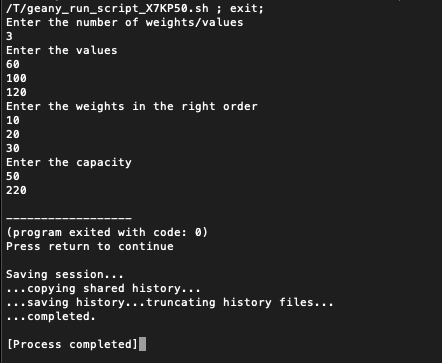 /T/geany_run_script_X7KP50.sh ; exit;
Enter the number of weights/values
3
Enter the values
60
100
120
Enter the weights in the right order
10
20
30
Enter the capacity
50
220
------------------
(program exited with code: 0)
Press return to continue
Saving session...
...copying shared history...
...saving history...truncating history files...
...completed.
[Process completed]